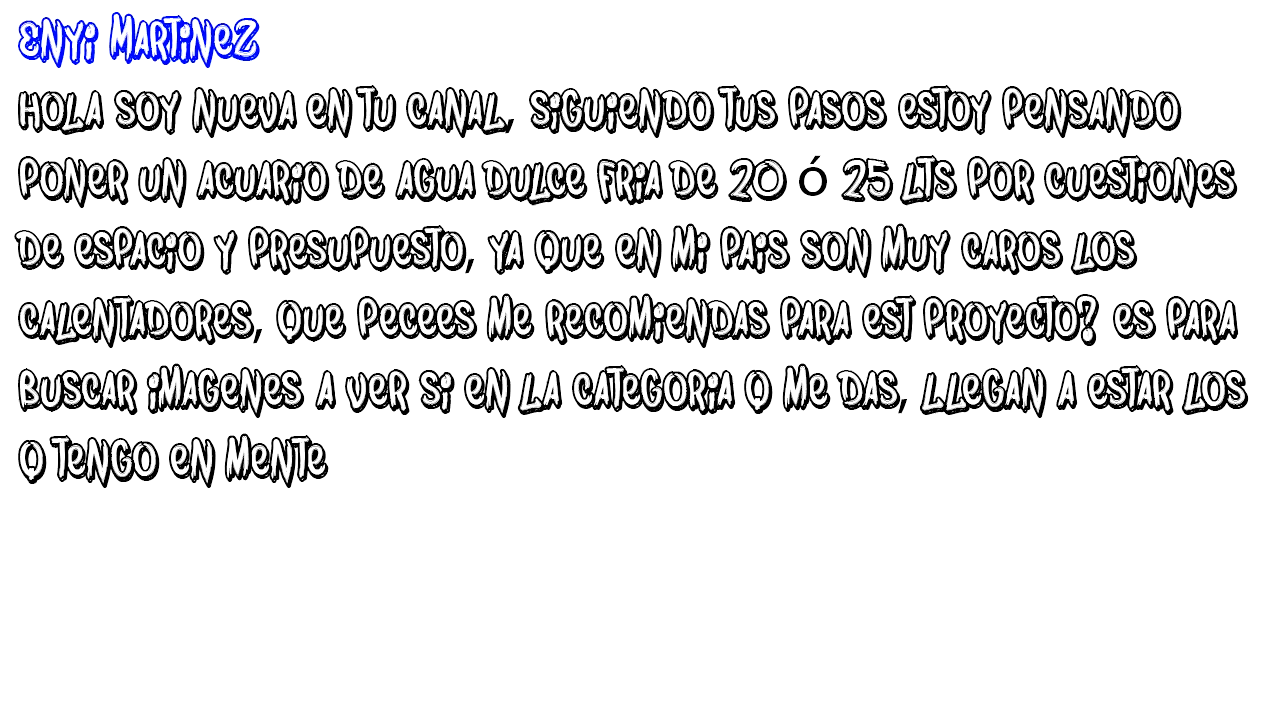 Enyi Martinez
Hola soy nueva en tu canal, siguiendo tus pasos estoy pensando
poner un acuario de agua dulce fria de 20 ó 25 lts por cuestiones
de espacio y presupuesto, ya que en mi pais son muy caros los
calentadores, que pecees me recomiendas para est proyecto? es para
buscar imagenes a ver si en la categoria q me das, llegan a estar los
q tengo en mente